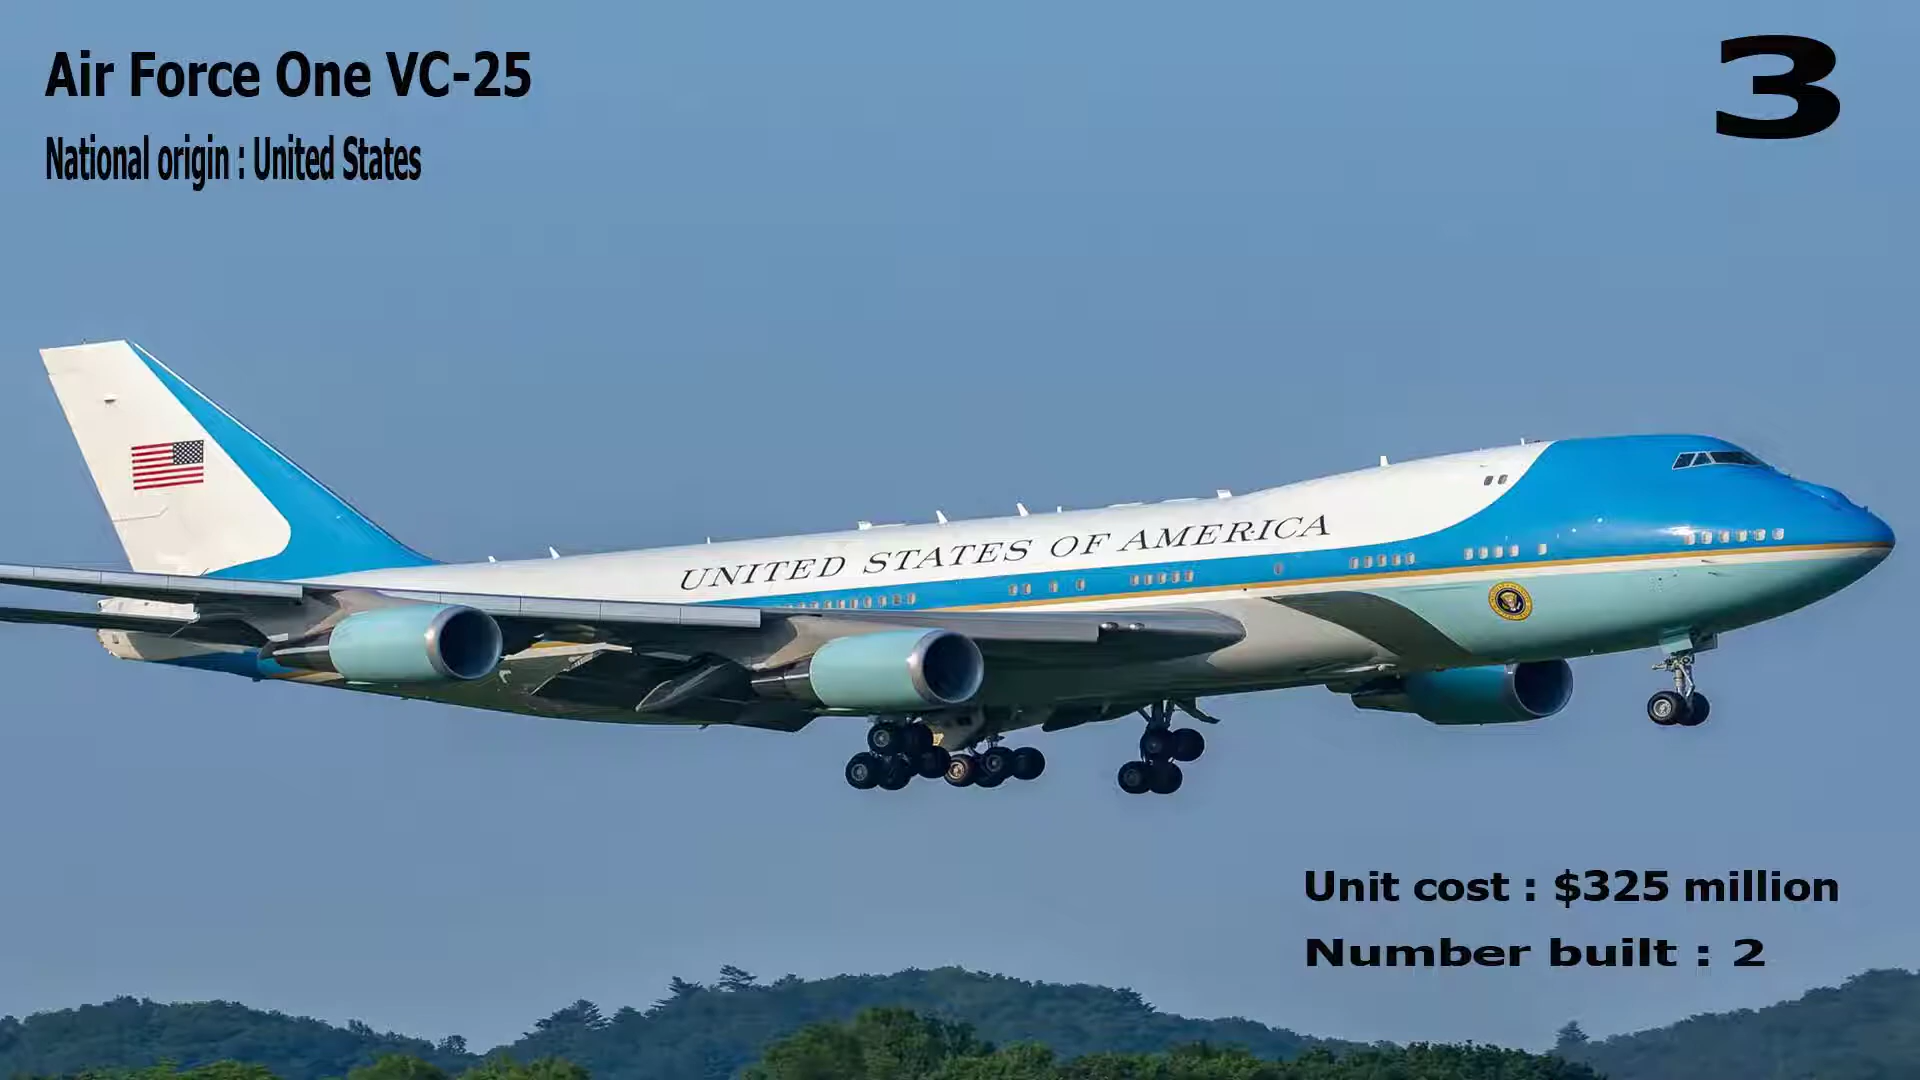 Air Force One VC-25
3
National origin : United States
UNITED STATES OF AMERICA
Unit cost : $325 million
Number built : 2